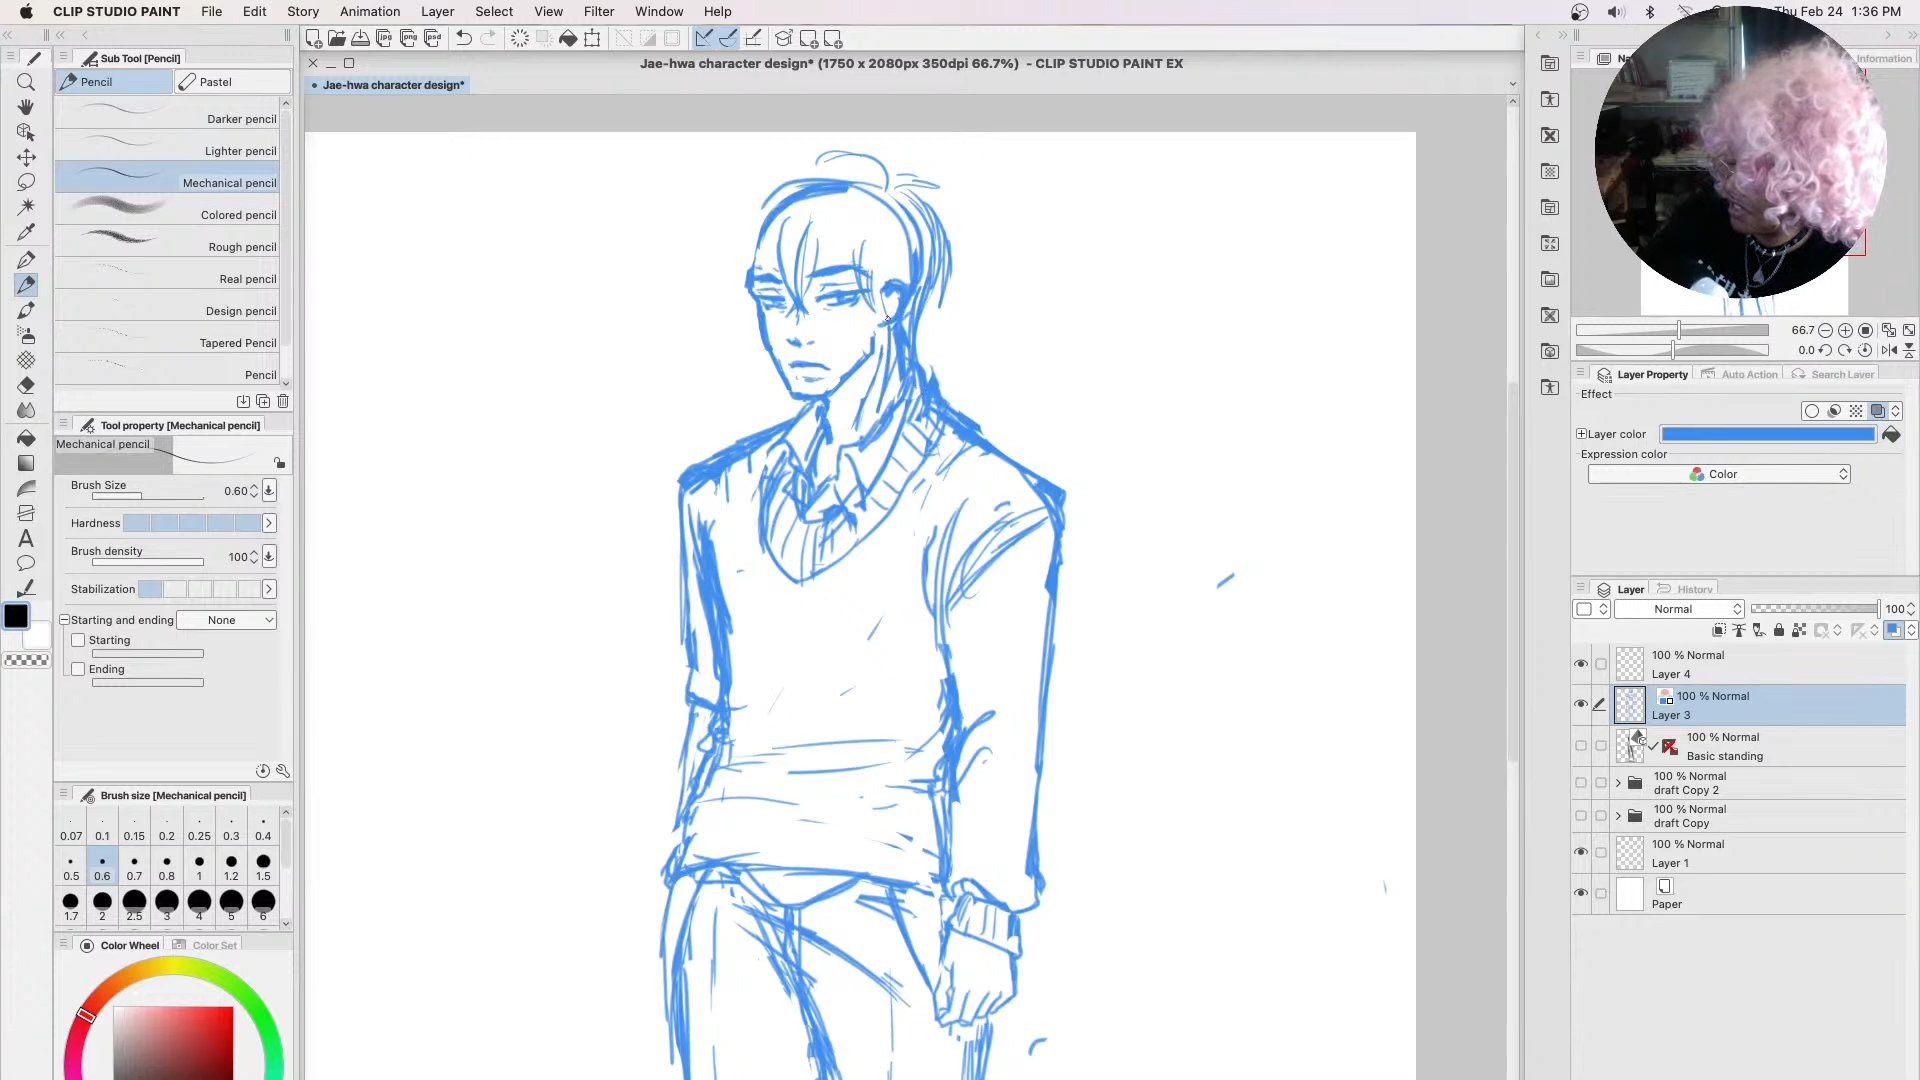 CLIP STUDIO PAINT File Edit Story Animation Layer Select View Filter Window Help
Thu Feb 24 1:36 PM
Jae-hwa character design* (1750 x 2080px 350dpi 66.7%) - CLIP STUDIO PAINT EX
Jae-hwa character design*
Sub Tool [Pencil]
Pencil Pastel
Darker pencil
Lighter pencil
Mechanical pencil
Colored pencil
Rough pencil
Real pencil
Design pencil
Tapered Pencil
Pencil
Tool property [Mechanical pencil]
Mechanical pencil
Brush Size 0.60
Hardness
Brush density 100
Stabilization
Starting and ending None
Starting
Ending
Brush size [Mechanical pencil]
0.07 0.1 0.15 0.2 0.25 0.3 0.4
0.5 0.6 0.7 0.8 1 1.2 1.5
1.7 2 2.5 3 4 5 6
Color Wheel Color Set
Information
66.7
0.0
Layer Property Auto Action Search Layer
Effect
Layer color
Expression color
Color
Layer History
Normal 100
100 % Normal
Layer 4
100 % Normal
Layer 3
100 % Normal
Basic standing
100 % Normal
draft Copy 2
100 % Normal
draft Copy
100 % Normal
Layer 1
Paper